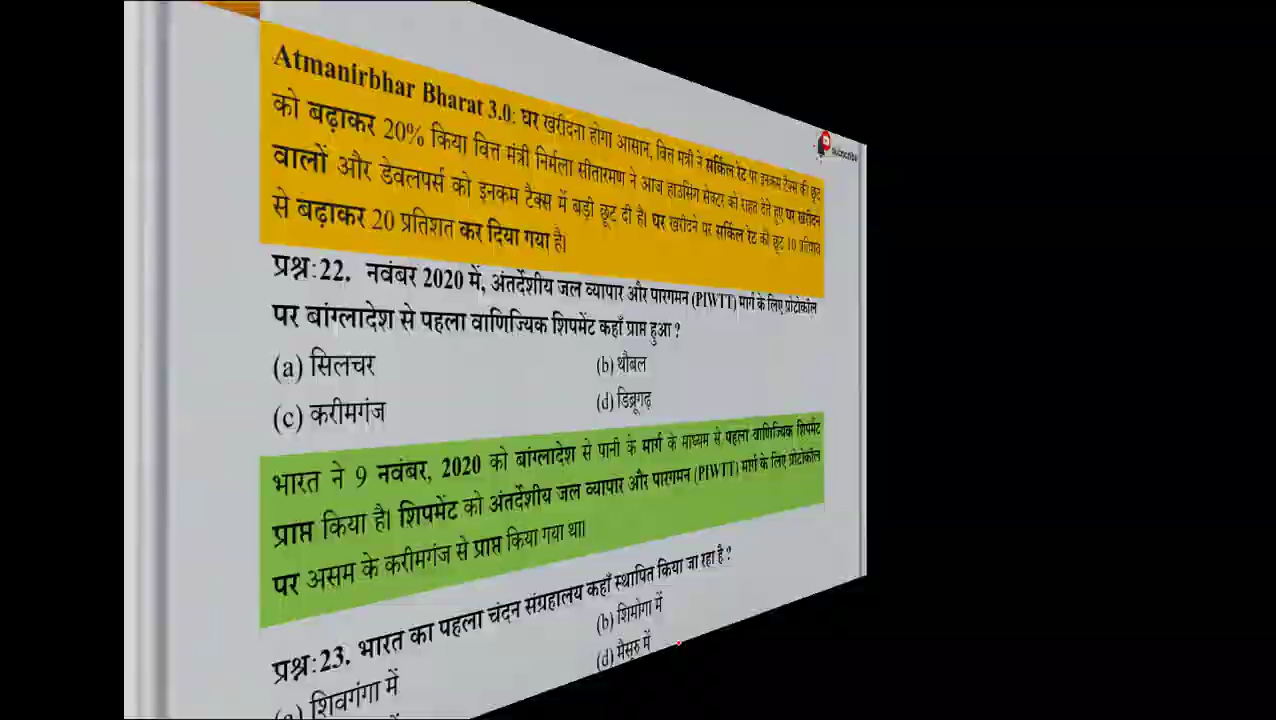 Atmanirbhar Bharat 3.0: घर खरीदना होगा आसान, वित्त मंत्री ने सर्किल रेट पर इनकम टैक्स की छूट
को बढ़ाकर 20% किया वित्त मंत्री निर्मला सीतारमण ने आज हाउसिंग सेक्टर को राहत देते हुए घर खरीदने
वालों और डेवलपर्स को इनकम टैक्स में बड़ी छूट दी है। घर खरीदने पर सर्किल रेट की छूट 10 प्रतिशत
से बढ़ाकर 20 प्रतिशत कर दिया गया है।
प्रश्न:22. नवंबर 2020 में, अंतर्देशीय जल व्यापार और पारगमन (PIWTT) मार्ग के लिए प्रोटोकॉल
पर बांग्लादेश से पहला वाणिज्यिक शिपमेंट कहाँ प्राप्त हुआ ?
(a) सिलचर (b) थौबल
(c) करीमगंज (d) डिब्रूगढ़
भारत ने 9 नवंबर, 2020 को बांग्लादेश से पानी के मार्ग के माध्यम से पहला वाणिज्यिक शिपमेंट
प्राप्त किया है। शिपमेंट को अंतर्देशीय जल व्यापार और पारगमन (PIWTT) मार्ग के लिए प्रोटोकॉल
पर असम के करीमगंज से प्राप्त किया गया था।
प्रश्न:23. भारत का पहला चंदन संग्रहालय कहाँ स्थापित किया जा रहा है ?
(a) शिवगंगा में (b) शिमोगा में
(d) मैसूरु में